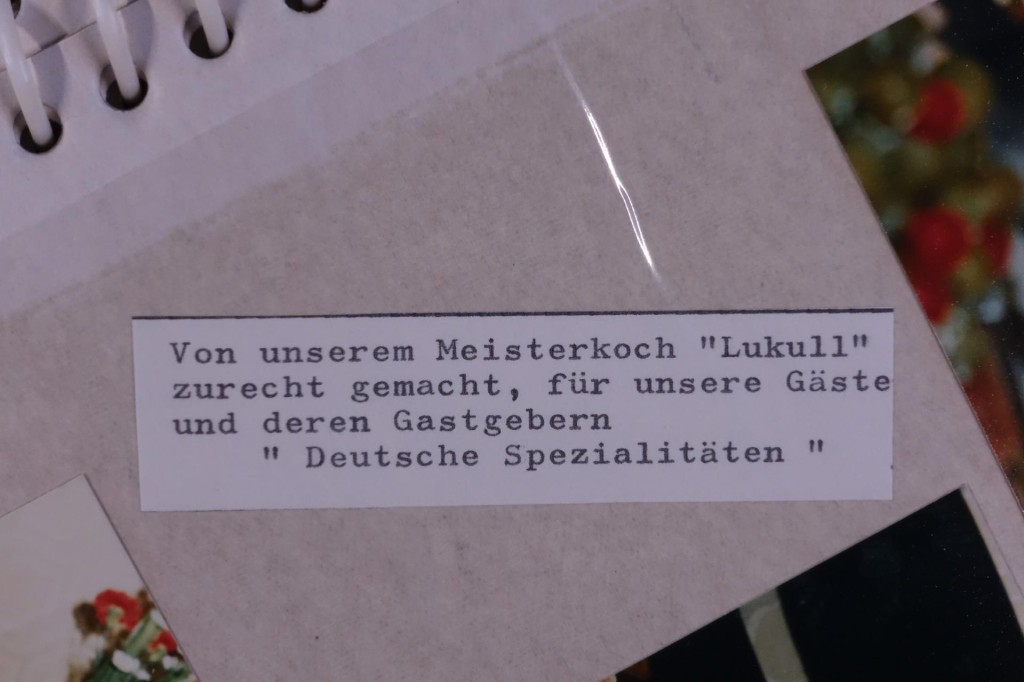 Von unserem Meisterkoch "Lukull"
zurecht gemacht, für unsere Gäste
und deren Gastgebern
" Deutsche Spezialitäten "